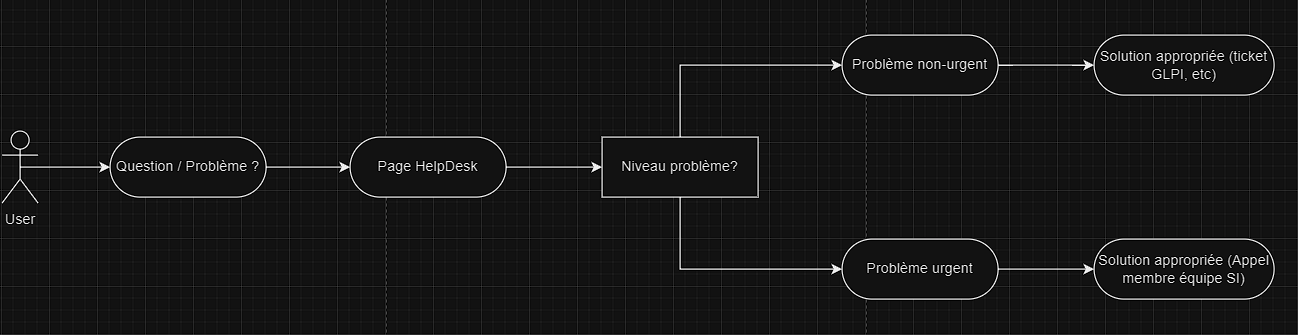 User
Question / Problème ?
Page HelpDesk
Niveau problème?
Problème non-urgent
Solution appropriée (ticket
GLPI, etc)
Problème urgent
Solution appropriée (Appel
membre équipe SI)